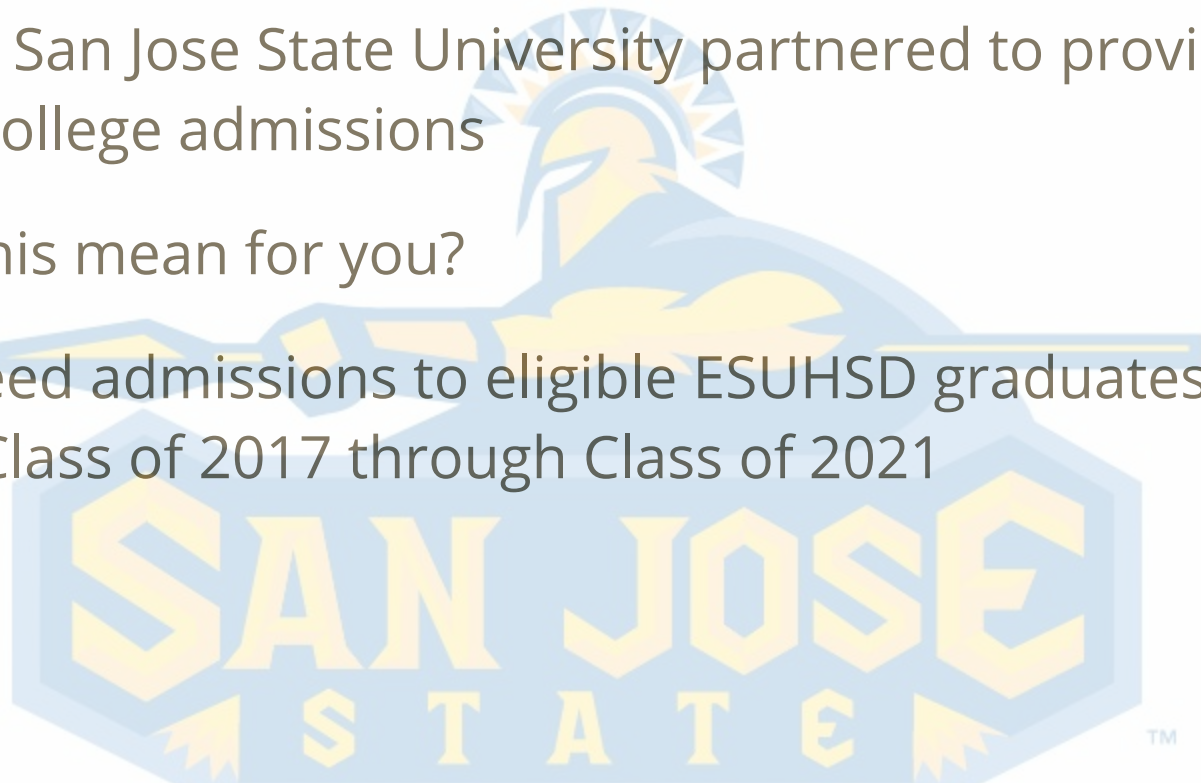 San Jose State University partnered to provi
ollege admissions
his mean for you?
eed admissions to eligible ESUHSD graduates
Class of 2017 through Class of 2021
SAN JOSE
STATE
TM